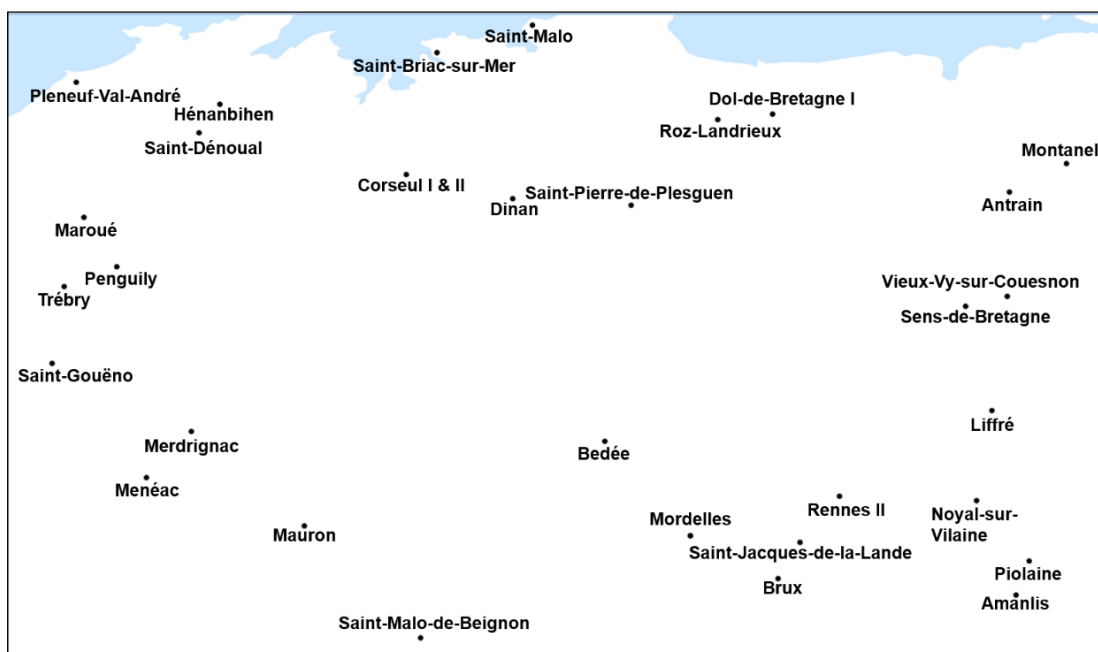 Saint-Malo
Saint-Briac-sur-Mer
Pleneuf-Val-André
Hénanbihen
Dol-de-Bretagne I
Roz-Landrieux
Saint-Dénoual
Montanel
Corseul I & II
Saint-Pierre-de-Plesguen
Dinan
Antrain
Maroué
Penguily
Vieux-Vy-sur-Couesnon
Trébry
Sens-de-Bretagne
Saint-Gouëno
Liffré
Merdrignac
Bedée
Menéac
Rennes II
Noyal-sur-
Vilaine
Mordelles
Mauron
Saint-Jacques-de-la-Lande
Piolaine
Brux
Amanlis
Saint-Malo-de-Beignon